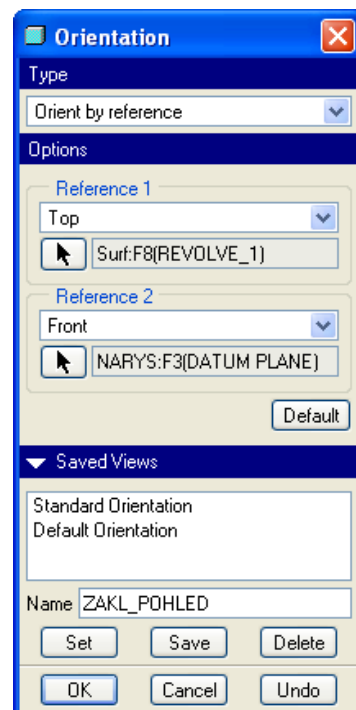 Orientation
Type
Orient by reference
Options
Reference 1
Top
Surf:F8(REVOLVE_1)
Reference 2
Front
NARYS:F3(DATUM PLANE)
Default
Saved Views
Standard Orientation
Default Orientation
Name ZAKL_POHLED
Set Save Delete
OK Cancel Undo